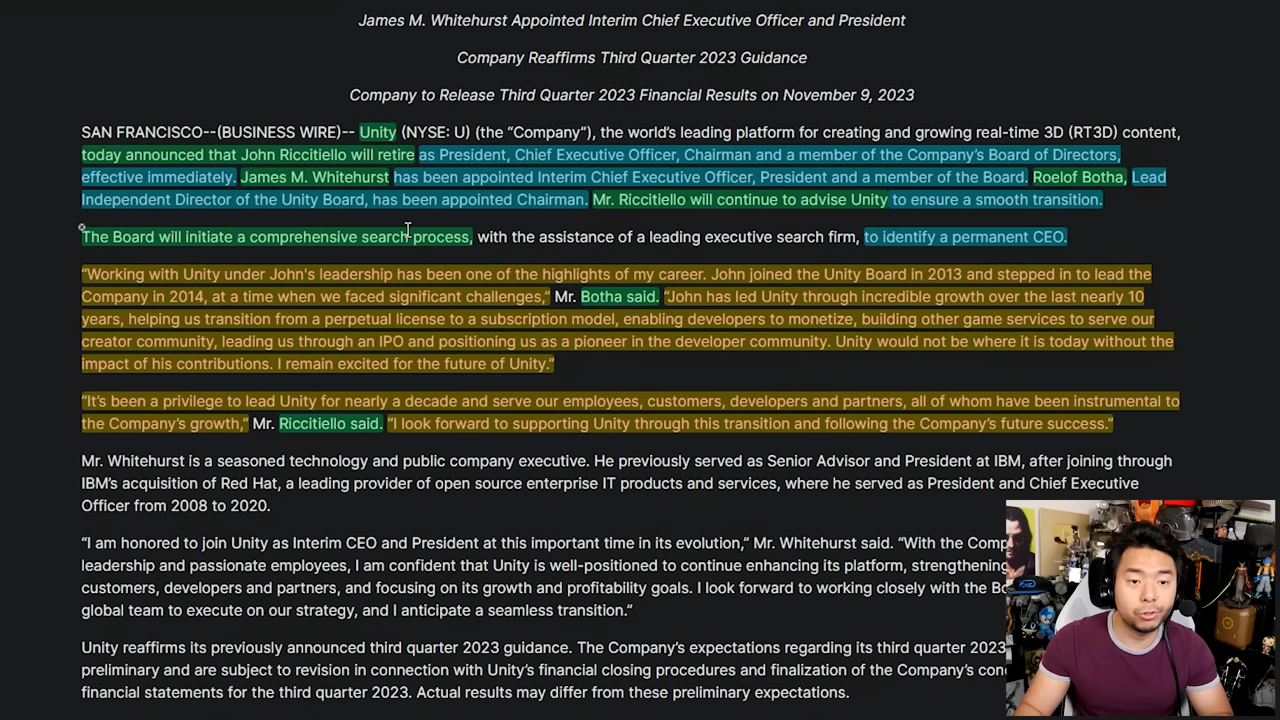 James M. Whitehurst Appointed Interim Chief Executive Officer and President
Company Reaffirms Third Quarter 2023 Guidance
Company to Release Third Quarter 2023 Financial Results on November 9, 2023
SAN FRANCISCO--(BUSINESS WIRE)-- Unity (NYSE: U) (the “Company”), the world’s leading platform for creating and growing real-time 3D (RT3D) content,
today announced that John Riccitiello will retire as President, Chief Executive Officer, Chairman and a member of the Company’s Board of Directors,
effective immediately. James M. Whitehurst has been appointed Interim Chief Executive Officer, President and a member of the Board. Roelof Botha, Lead
Independent Director of the Unity Board, has been appointed Chairman. Mr. Riccitiello will continue to advise Unity to ensure a smooth transition.
The Board will initiate a comprehensive search process, with the assistance of a leading executive search firm, to identify a permanent CEO.
“Working with Unity under John's leadership has been one of the highlights of my career. John joined the Unity Board in 2013 and stepped in to lead the
Company in 2014, at a time when we faced significant challenges,” Mr. Botha said. “John has led Unity through incredible growth over the last nearly 10
years, helping us transition from a perpetual license to a subscription model, enabling developers to monetize, building other game services to serve our
creator community, leading us through an IPO and positioning us as a pioneer in the developer community. Unity would not be where it is today without the
impact of his contributions. I remain excited for the future of Unity.”
“It’s been a privilege to lead Unity for nearly a decade and serve our employees, customers, developers and partners, all of whom have been instrumental to
the Company’s growth,” Mr. Riccitiello said. “I look forward to supporting Unity through this transition and following the Company’s future success.”
Mr. Whitehurst is a seasoned technology and public company executive. He previously served as Senior Advisor and President at IBM, after joining through
IBM’s acquisition of Red Hat, a leading provider of open source enterprise IT products and services, where he served as President and Chief Executive
Officer from 2008 to 2020.
“I am honored to join Unity as Interim CEO and President at this important time in its evolution,” Mr. Whitehurst said. “With the Comp
leadership and passionate employees, I am confident that Unity is well-positioned to continue enhancing its platform, strengthening
customers, developers and partners, and focusing on its growth and profitability goals. I look forward to working closely with the Bo
global team to execute on our strategy, and I anticipate a seamless transition.”
Unity reaffirms its previously announced third quarter 2023 guidance. The Company’s expectations regarding its third quarter 2023
preliminary and are subject to revision in connection with Unity’s financial closing procedures and finalization of the Company’s con
financial statements for the third quarter 2023. Actual results may differ from these preliminary expectations.